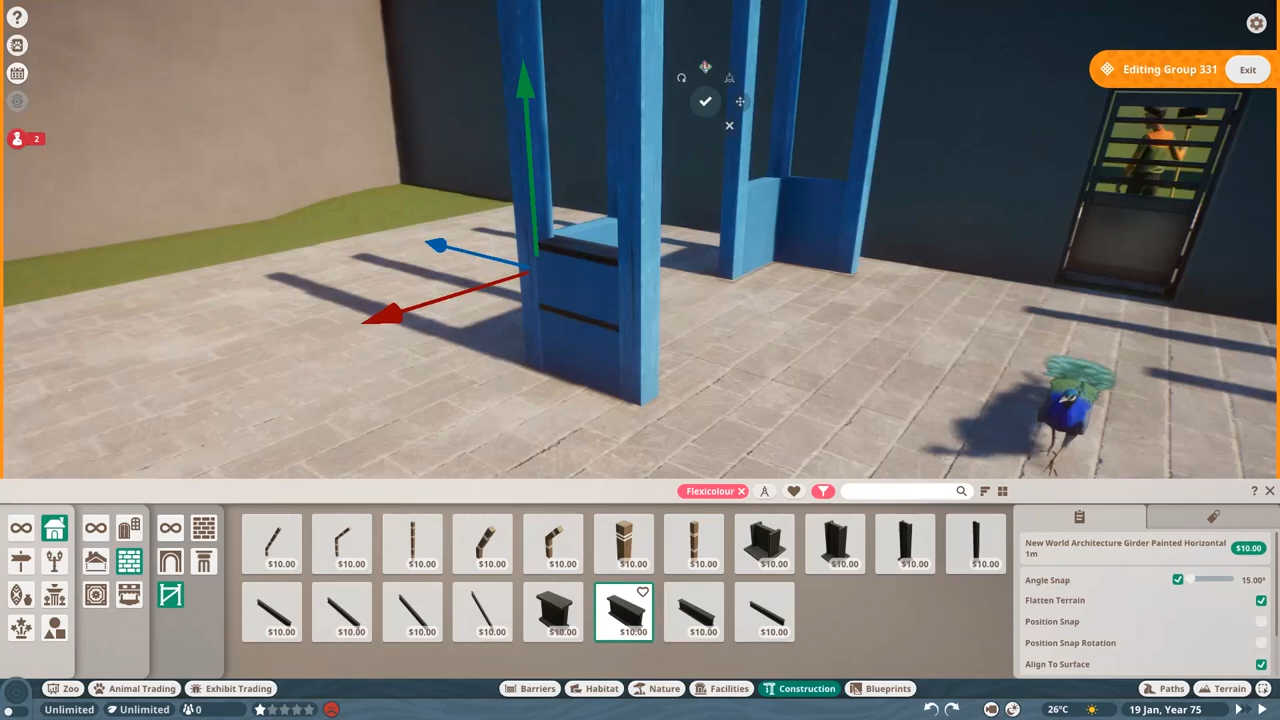 Editing Group 331
Exit
2
Flexicolour
New World Architecture Girder Painted Horizontal
1m
$10.00
$10.00 $10.00 $10.00 $10.00 $10.00 $10.00 $10.00 $10.00 $10.00 $10.00 $10.00
Angle Snap
15.00°
Flatten Terrain
$10.00 $10.00 $10.00 $10.00 $10.00 $10.00 $10.00 $10.00
Position Snap
Position Snap Rotation
Align To Surface
Zoo Animal Trading Exhibit Trading Barriers Habitat Nature Facilities Construction Blueprints Paths Terrain
Unlimited Unlimited 0 26°C 19 Jan, Year 75